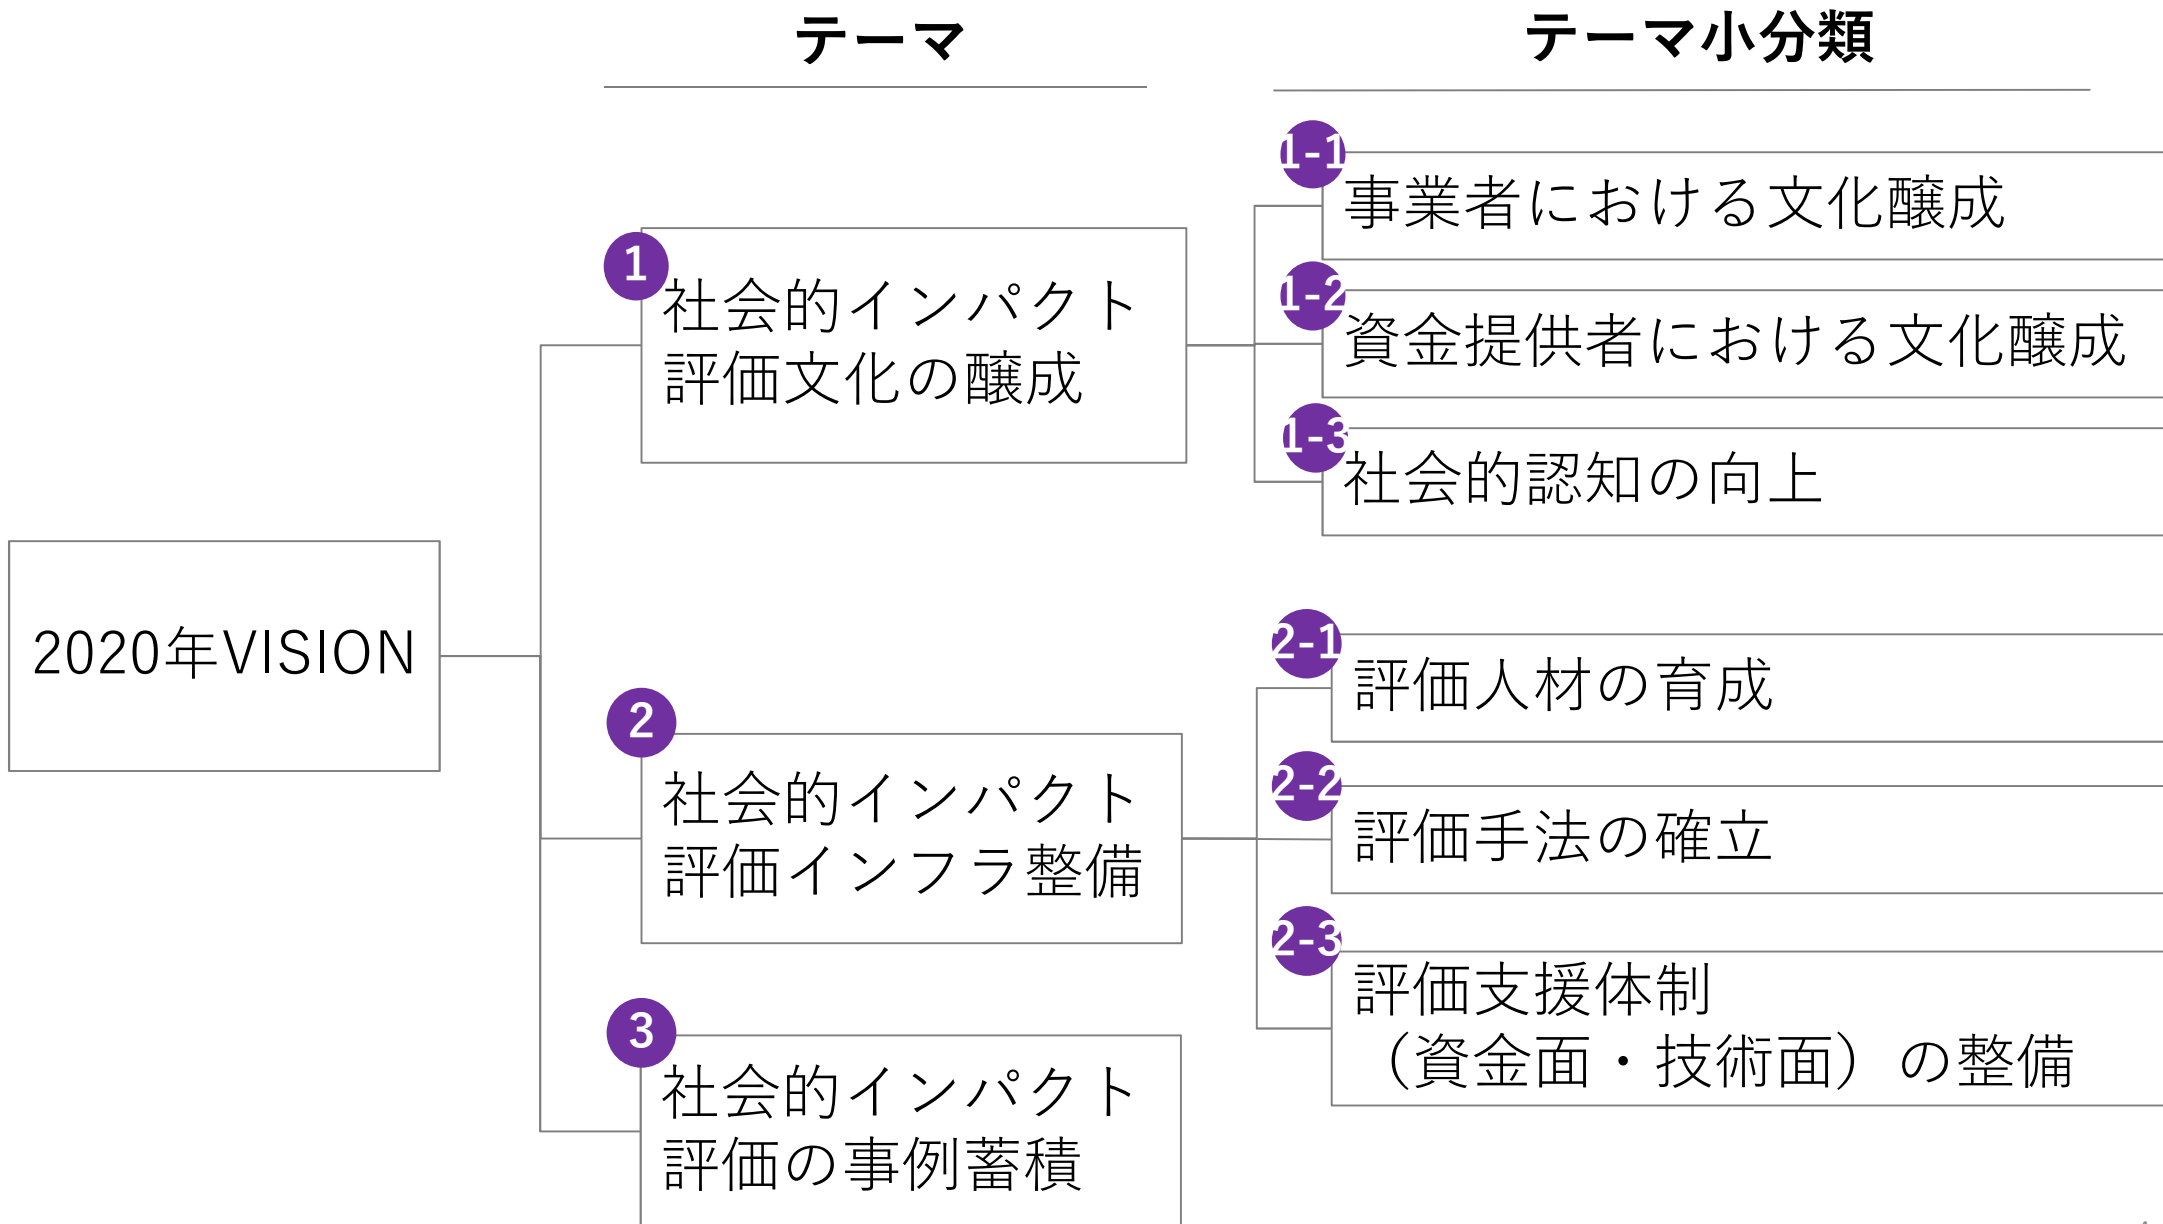 テーマ
テーマ小分類
2020年VISION
1
社会的インパクト
評価文化の醸成
1-1
事業者における文化醸成
1-2
資金提供者における文化醸成
1-3
社会的認知の向上
2
社会的インパクト
評価インフラ整備
2-1
評価人材の育成
2-2
評価手法の確立
2-3
評価支援体制
（資金面・技術面）の整備
3
社会的インパクト
評価の事例蓄積